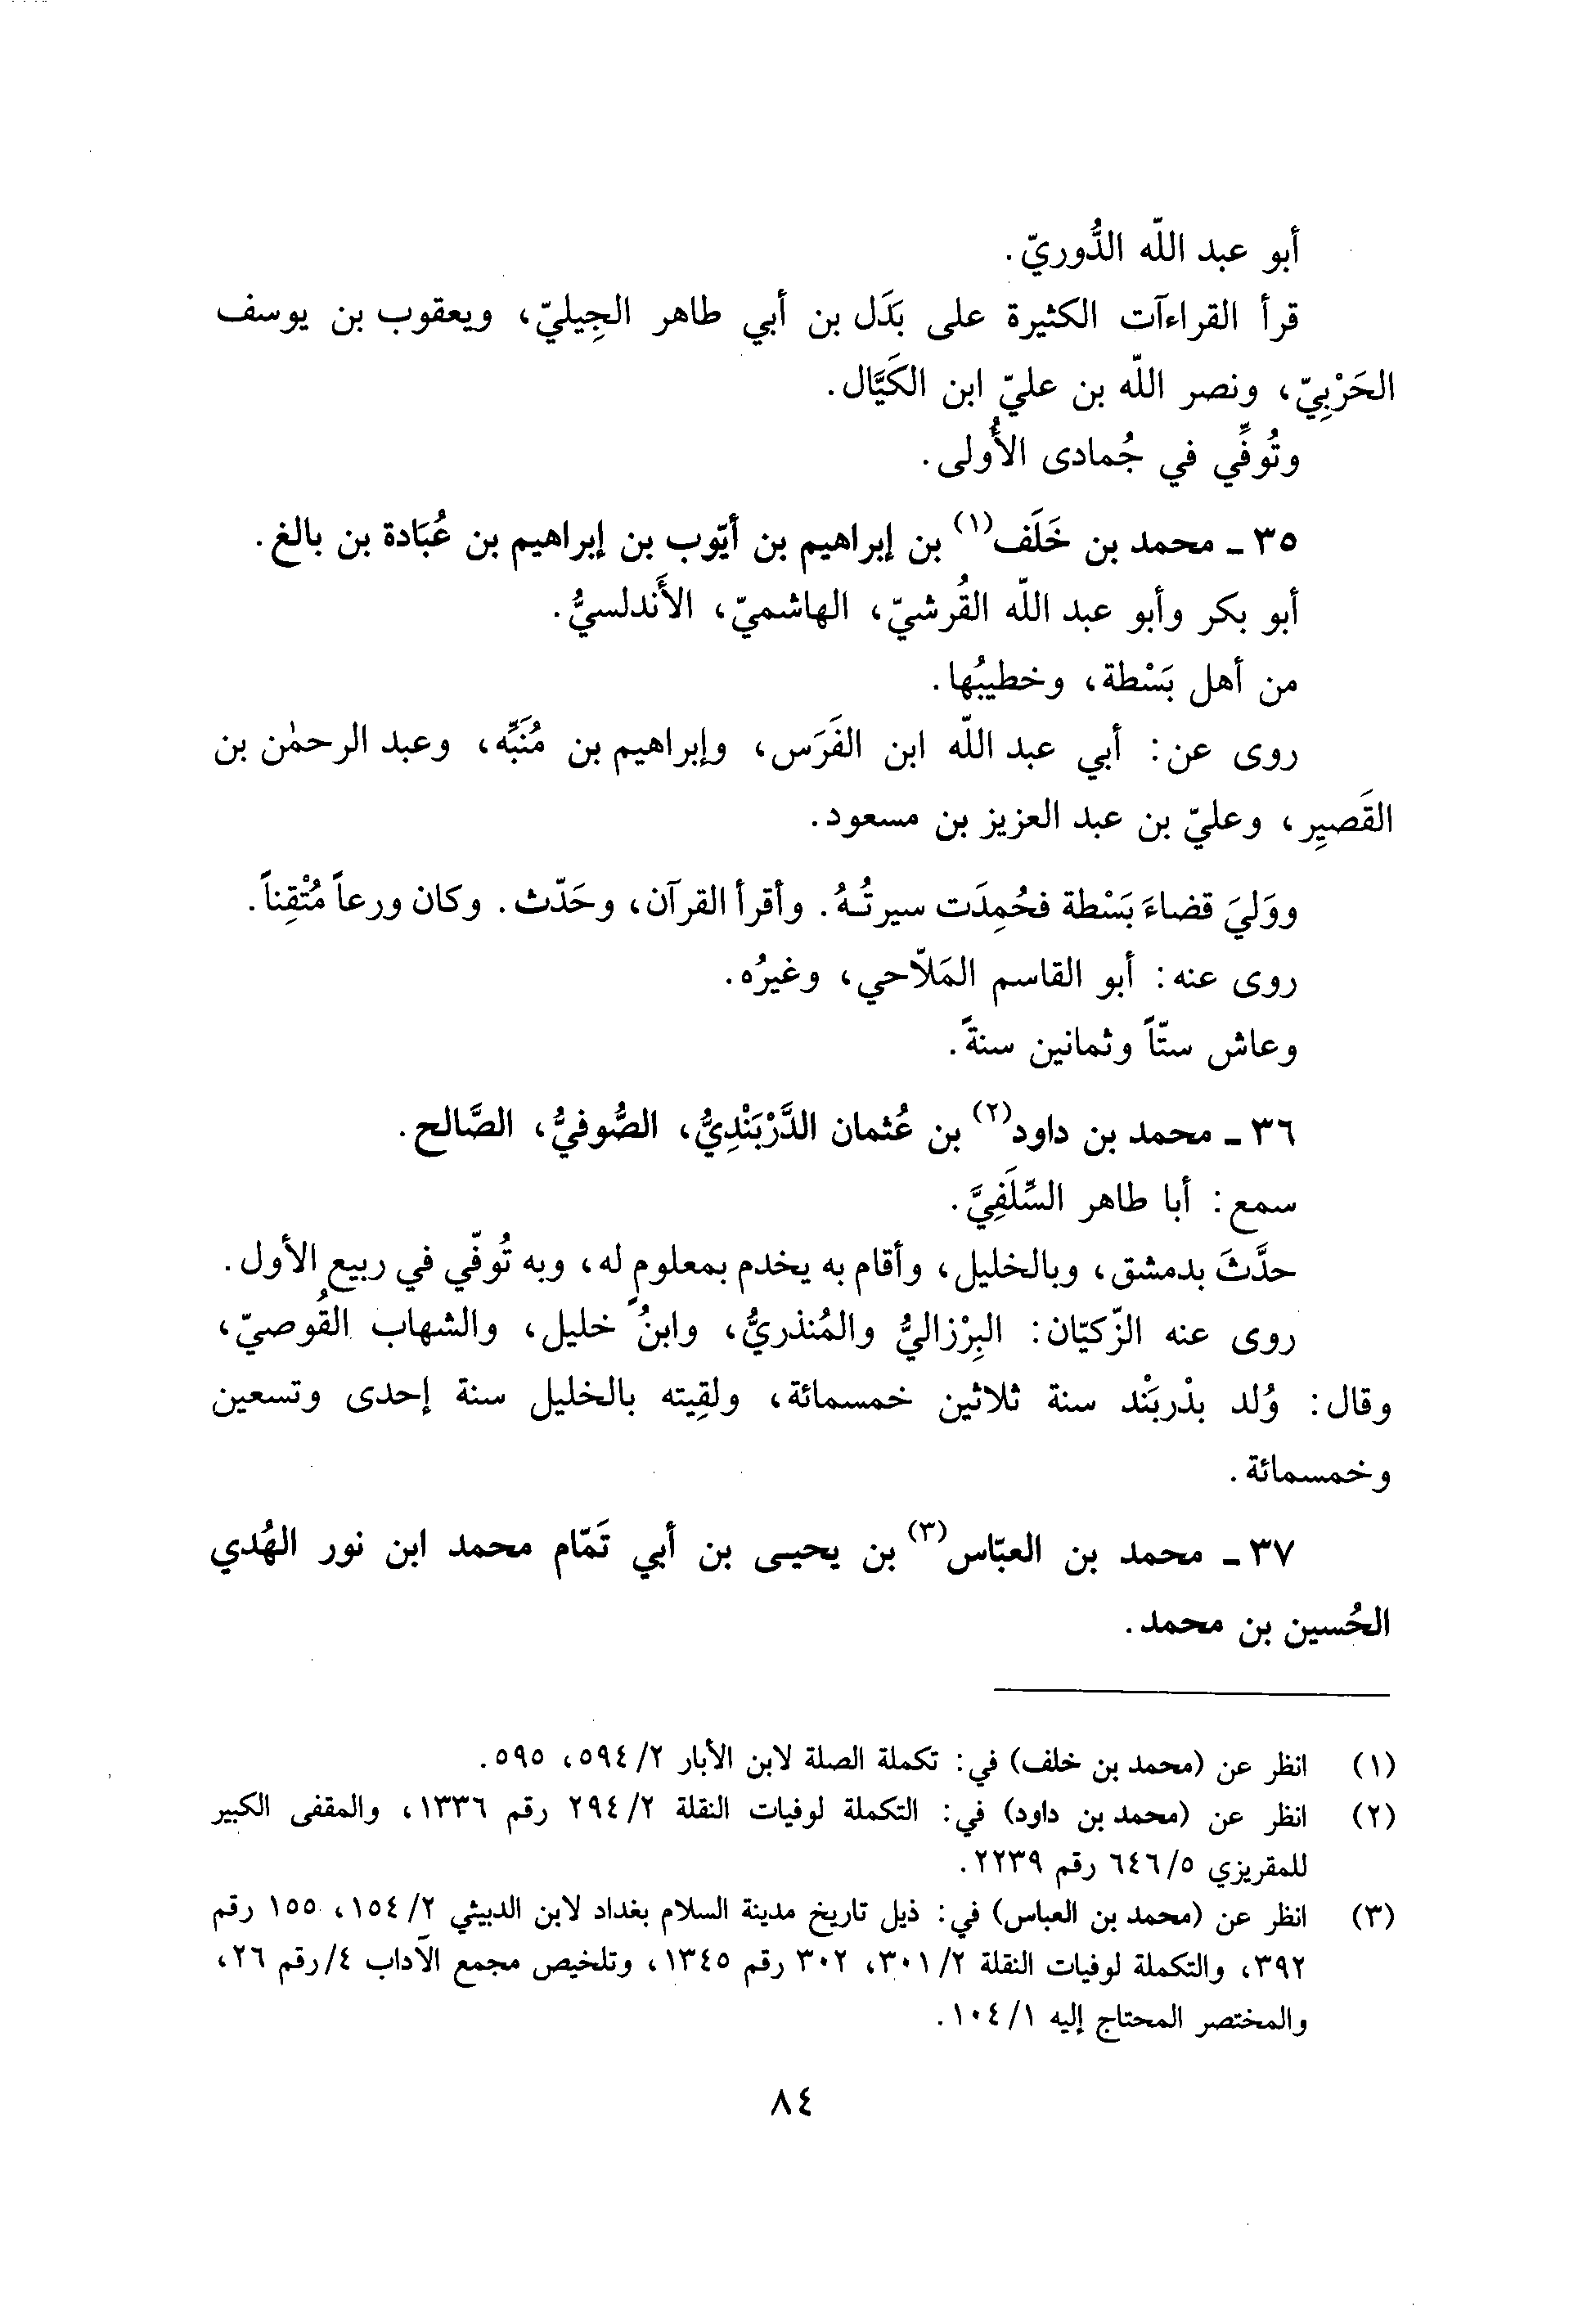 أبو عبد اللّه الدُّوريّ.
قرأ القراءآت الكثيرة على بَدَل بن أبي طاهر الجِيليّ، ويعقوب بن يوسف
الحَرْبِيّ، ونصر اللّه بن عليّ ابن الكَيَّال.
وتُوفِّي في جُمادى الأُولى.
٣٥ ـ محمد بن خَلَف(١) بن إبراهيم بن أيّوب بن إبراهيم بن عُبَادة بن بالغ.
أبو بكر وأبو عبد اللّه القُرشيّ، الهاشميّ، الأَندلسيُّ.
من أهل بَسْطة، وخطيبُها.
روى عن: أبي عبد اللّه ابن الفَرَس، وإبراهيم بن مُنَبِّه، وعبد الرحمٰن بن
القَصيِر، وعليّ بن عبد العزيز بن مسعود.
ووَليَ قضاءَ بَسْطة فحُمِدَت سيرتُـهُ. وأقرأ القرآن، وحَدّث. وكان ورعاً مُتْقِناً.
روى عنه: أبو القاسم المَلاّحي، وغيرُه.
وعاش ستّاً وثمانين سنةً.
٣٦ ـ محمد بن داود(٢) بن عُثمان الدَّرْبَنْدِيُّ، الصُّوفيُّ، الصَّالح.
سمع: أبا طاهر السِّلَفِيَّ.
حدَّثَ بدمشق، وبالخليل، وأقام به يخدم بمعلومٍ له، وبه تُوفّي في ربيع الأول.
روى عنه الزّكيّان: البِرْزاليُّ والمُنذريُّ، وابنُ خليل، والشهاب القُوصيّ،
وقال: وُلد بدْربَنْد سنة ثلاثين خمسمائة، ولقِيته بالخليل سنة إحدى وتسعين
وخمسمائة.
٣٧ ـ محمد بن العبّاس(٣) بن يحيـى بن أبي تَمّام محمد ابن نور الهُدي
الحُسين بن محمد.
(١) انظر عن (محمد بن خلف) في: تكملة الصلة لابن الأبار ٢/ ٥٩٤، ٥٩٥.
(٢) انظر عن (محمد بن داود) في: التكملة لوفيات النقلة ٢/ ٢٩٤ رقم ١٣٣٦، والمقفى الكبير
للمقريزي ٥/ ٦٤٦ رقم ٢٢٣٩.
(٣) انظر عن (محمد بن العباس) في: ذيل تاريخ مدينة السلام بغداد لابن الدبيثي ٢/ ١٥٤، ١٥٥ رقم
٣٩٢، والتكملة لوفيات النقلة ٢/ ٣٠١، ٣٠٢ رقم ١٣٤٥، وتلخيص مجمع الآداب ٤/ رقم ٢٦،
والمختصر المحتاج إليه ١/ ١٠٤.
٨٤